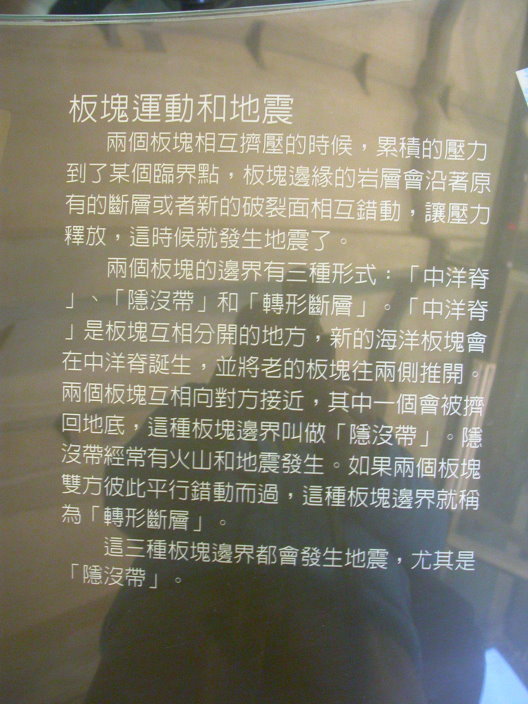 板塊運動和地震
兩個板塊相互擠壓的時候，累積的壓力
到了某個臨界點，板塊邊緣的岩層會沿著原
有的斷層或者新的破裂面相互錯動，讓壓力
釋放，這時候就發生地震了。
兩個板塊的邊界有三種形式：「中洋脊
」、「隱沒帶」和「轉形斷層」。「中洋脊
」是板塊互相分開的地方，新的海洋板塊會
在中洋脊誕生，並將老的板塊往兩側推開。
兩個板塊互相向對方接近，其中一個會被擠
回地底，這種板塊邊界叫做「隱沒帶」。隱
沒帶經常有火山和地震發生。如果兩個板塊
雙方彼此平行錯動而過，這種板塊邊界就稱
為「轉形斷層」。
這三種板塊邊界都會發生地震，尤其是
「隱沒帶」。